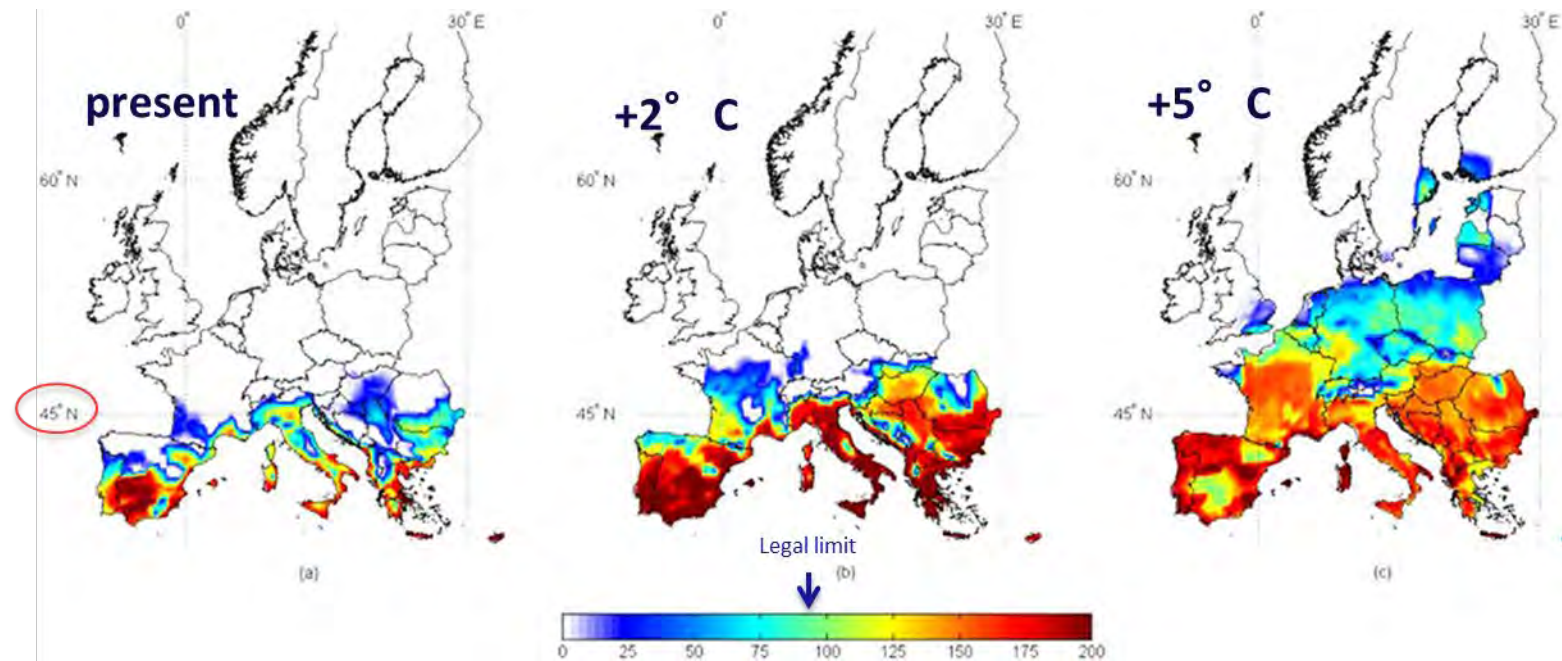 0° 30° E 0° 30° E 0° 30° E
present +2° C +5° C
60° N 60° N 60° N
45° N 45° N 45° N
Legal limit
(a) (b) (c)
0 25 50 75 100 125 150 175 200